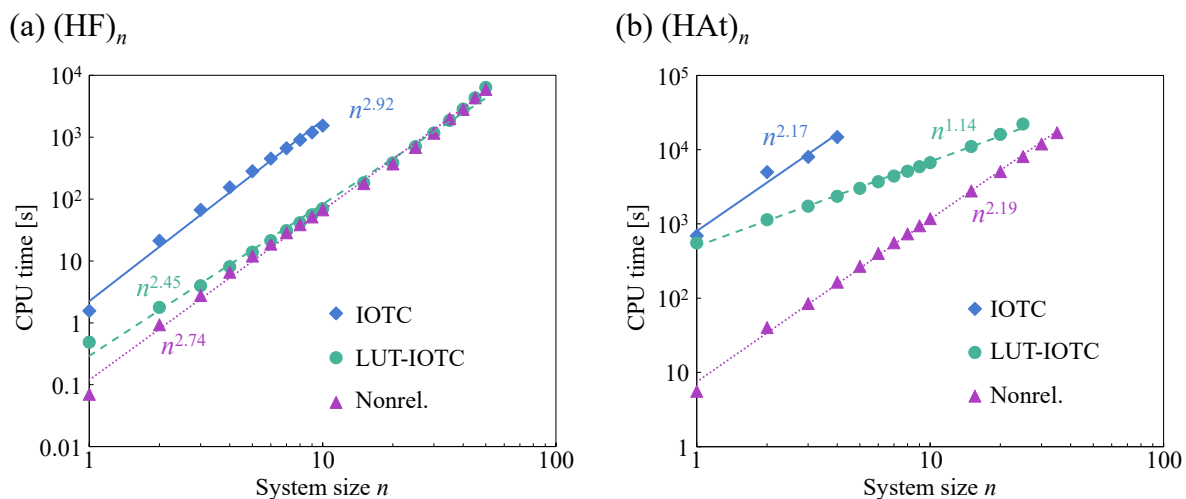 (a) (HF)n
CPU time [s]
10^4
10^3
10^2
10
1
0.1
0.01
n^2.92
n^2.45
n^2.74
IOTC
LUT-IOTC
Nonrel.
1
10
100
System size n
(b) (HAt)n
CPU time [s]
10^5
10^4
10^3
10^2
10
1
n^2.17
n^1.14
n^2.19
IOTC
LUT-IOTC
Nonrel.
1
10
100
System size n